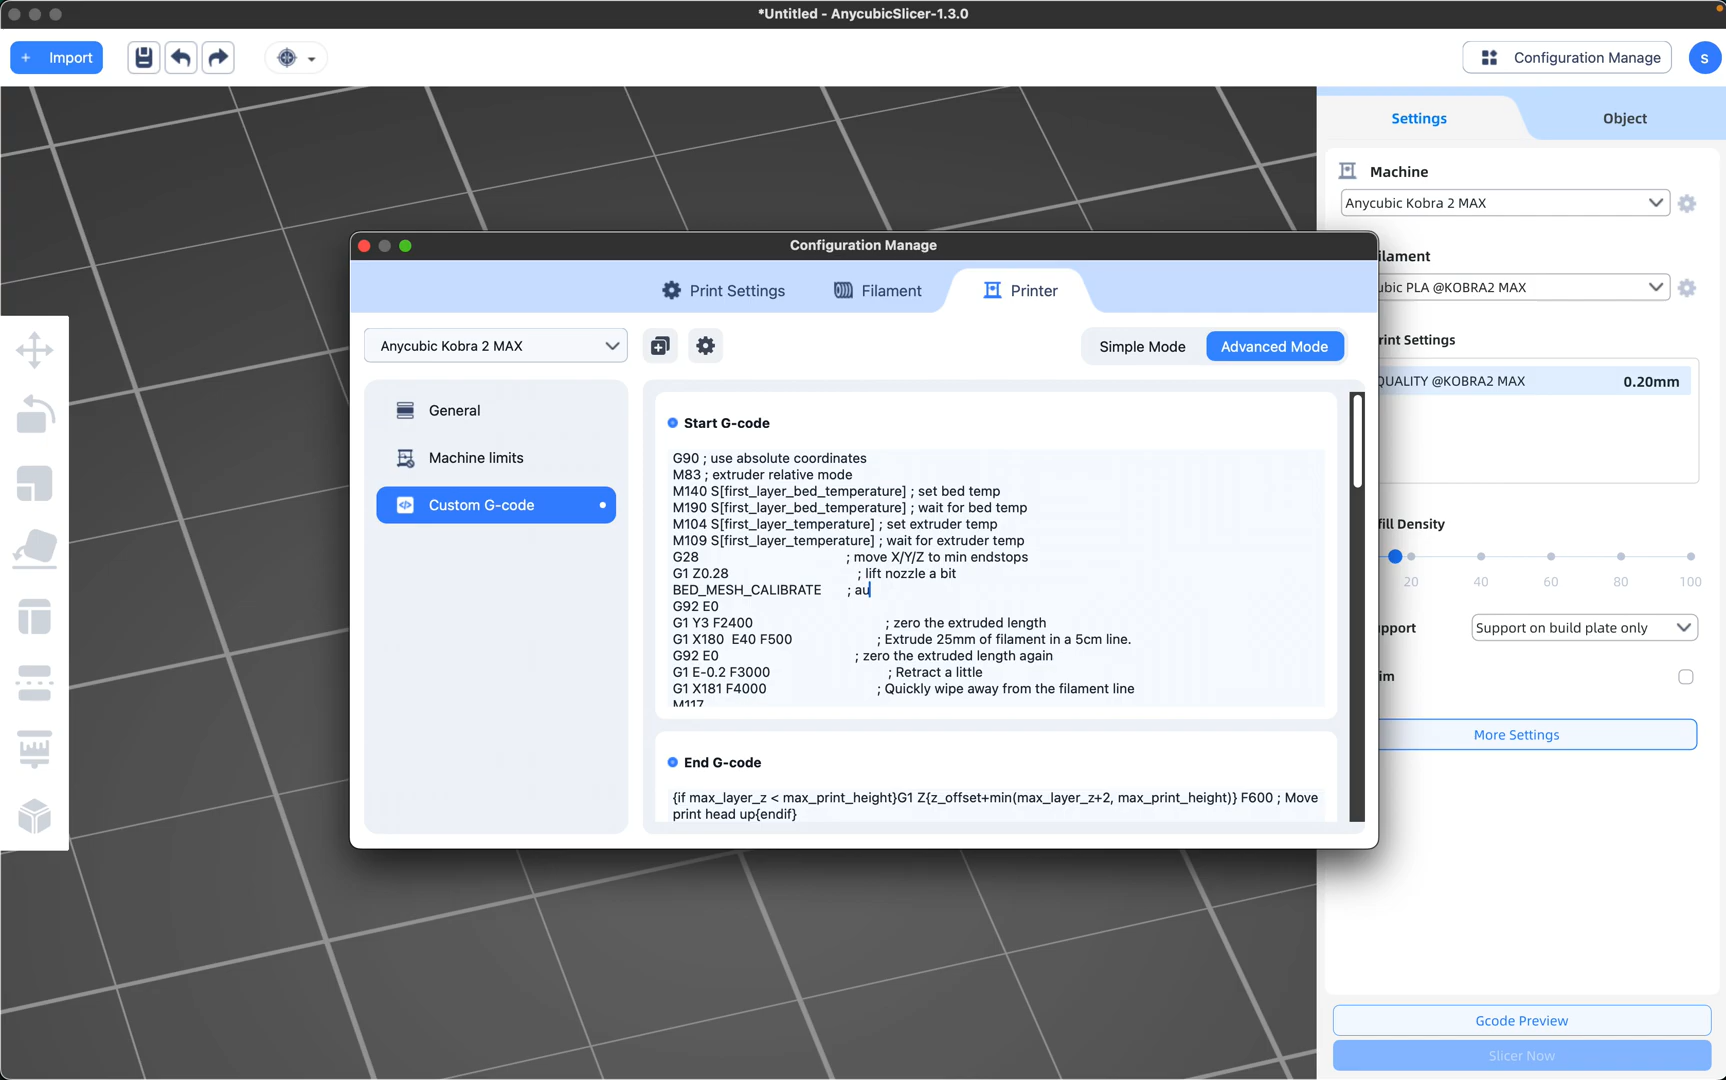 *Untitled - AnycubicSlicer-1.3.0
+ Import
Configuration Manage
S
Settings
Object
Machine
Anycubic Kobra 2 MAX
ilament
ubic PLA @KOBRA2 MAX
rint Settings
QUALITY @KOBRA2 MAX 0.20mm
fill Density
20 40 60 80 100
pport
Support on build plate only
im
More Settings
Gcode Preview
Slicer Now
Configuration Manage
Print Settings
Filament
Printer
Anycubic Kobra 2 MAX
Simple Mode
Advanced Mode
General
Machine limits
Custom G-code
Start G-code
G90 ; use absolute coordinates
M83 ; extruder relative mode
M140 S[first_layer_bed_temperature] ; set bed temp
M190 S[first_layer_bed_temperature] ; wait for bed temp
M104 S[first_layer_temperature] ; set extruder temp
M109 S[first_layer_temperature] ; wait for extruder temp
G28 ; move X/Y/Z to min endstops
G1 Z0.28 ; lift nozzle a bit
BED_MESH_CALIBRATE ; au
G92 E0
G1 Y3 F2400 ; zero the extruded length
G1 X180 E40 F500 ; Extrude 25mm of filament in a 5cm line.
G92 E0 ; zero the extruded length again
G1 E-0.2 F3000 ; Retract a little
G1 X181 F4000 ; Quickly wipe away from the filament line
M117
End G-code
{if max_layer_z < max_print_height}G1 Z{z_offset+min(max_layer_z+2, max_print_height)} F600 ; Move
print head up{endif}